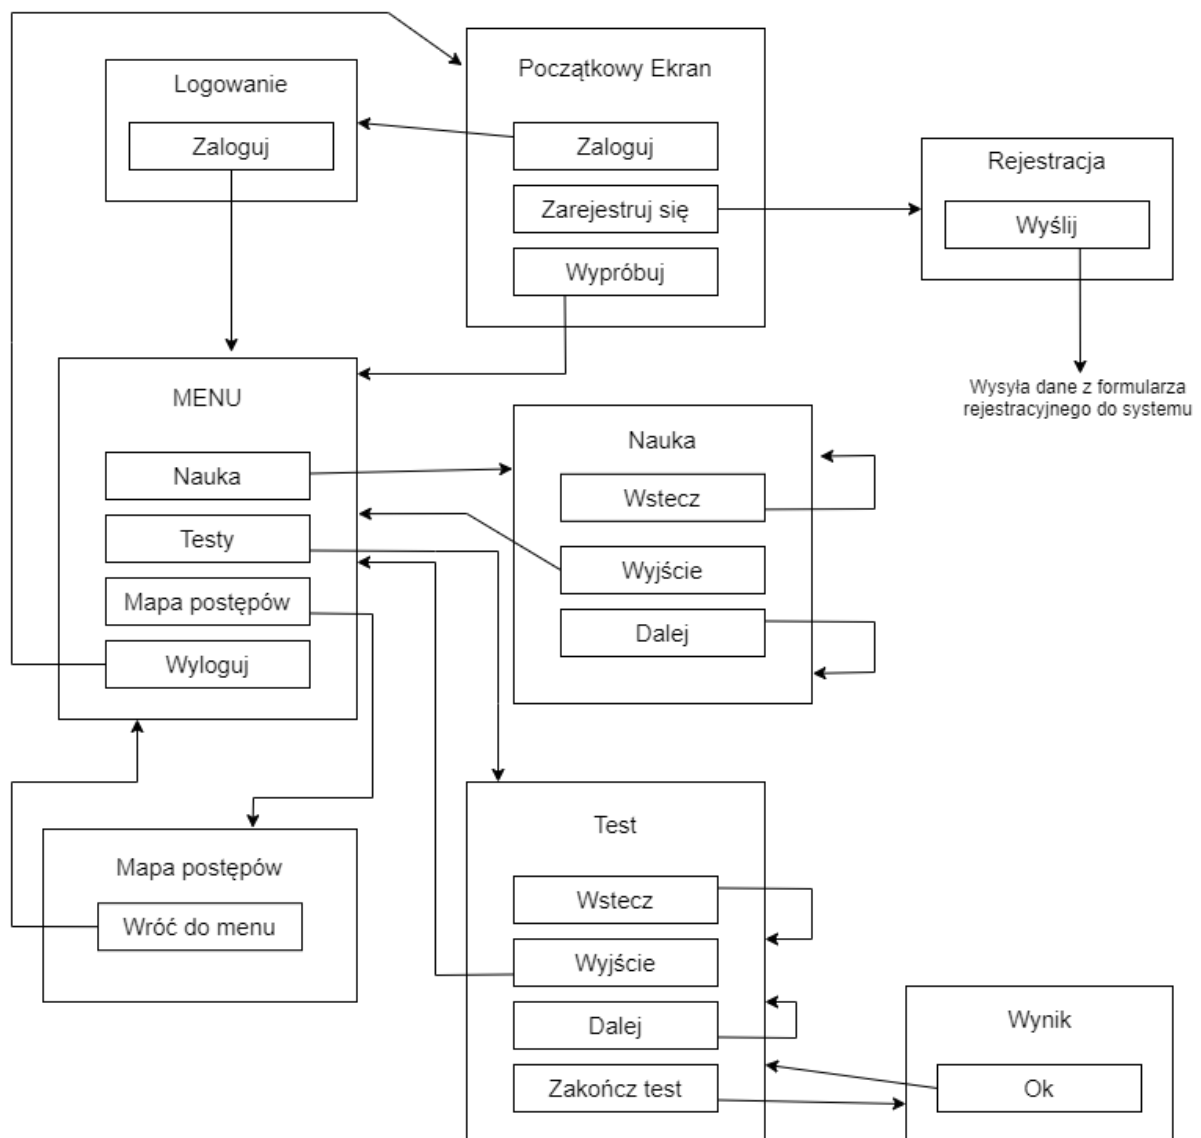 Początkowy Ekran
Zaloguj
Zarejestruj się
Wypróbuj
Logowanie
Zaloguj
Rejestracja
Wyślij
Wysyła dane z formularza
rejestracyjnego do systemu
MENU
Nauka
Testy
Mapa postępów
Wyloguj
Nauka
Wstecz
Wyjście
Dalej
Mapa postępów
Wróć do menu
Test
Wstecz
Wyjście
Dalej
Zakończ test
Wynik
Ok